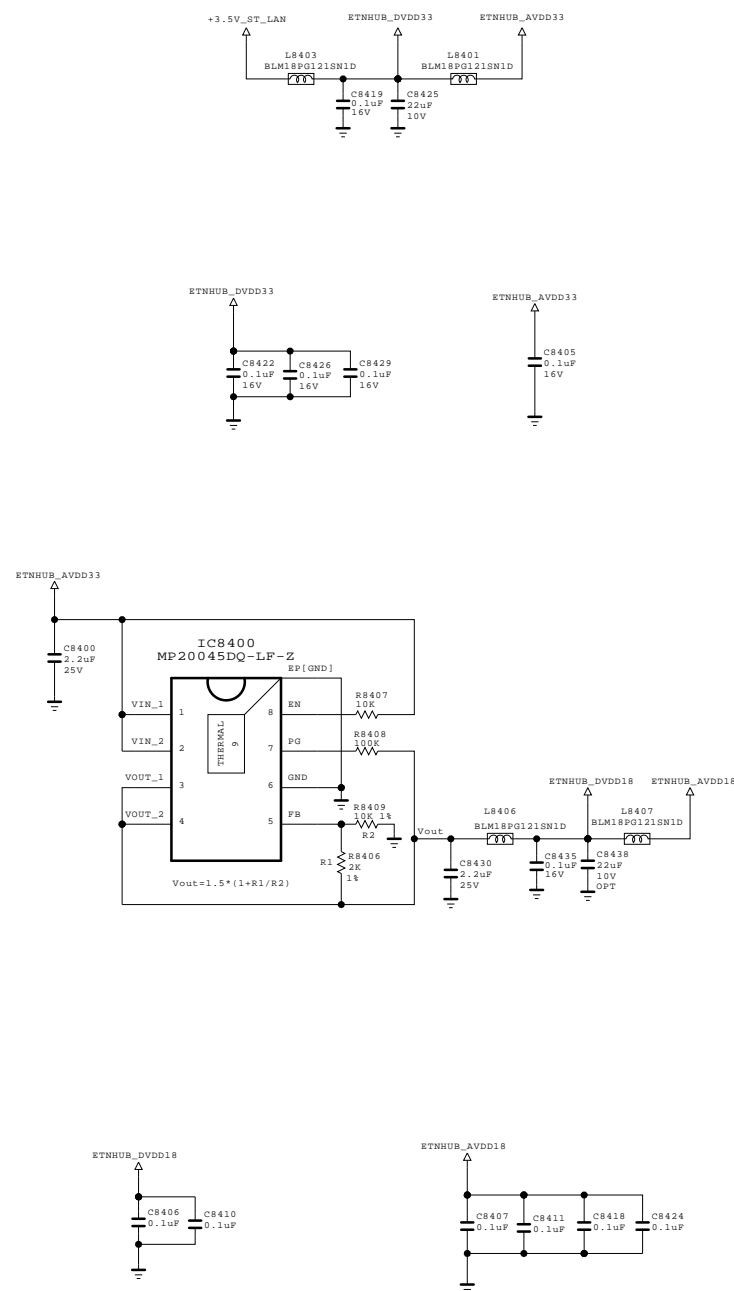 +3.5V_ST_LAN
ETNHUB_DVDD33
ETNHUB_AVDD33
L8403
BLM18PG121SN1D
L8401
BLM18PG121SN1D
C8419
0.1uF
16V
C8425
22uF
10V
ETNHUB_DVDD33
C8422
0.1uF
16V
C8426
0.1uF
16V
C8429
0.1uF
16V
ETNHUB_AVDD33
C8405
0.1uF
16V
ETNHUB_AVDD33
C8400
2.2uF
25V
IC8400
MP20045DQ-LF-Z
EP[GND]
VIN_1
1
VIN_2
2
VOUT_1
3
VOUT_2
4
THERMAL
9
8
EN
7
PG
6
GND
5
FB
R8407
10K
R8408
100K
R8409
10K 1%
R2
R1
R8406
2K
1%
Vout=1.5*(1+R1/R2)
Vout
C8430
2.2uF
25V
L8406
BLM18PG121SN1D
C8435
0.1uF
16V
ETNHUB_DVDD18
C8438
22uF
10V
OPT
L8407
BLM18PG121SN1D
ETNHUB_AVDD18
ETNHUB_DVDD18
C8406
0.1uF
C8410
0.1uF
ETNHUB_AVDD18
C8407
0.1uF
C8411
0.1uF
C8418
0.1uF
C8424
0.1uF